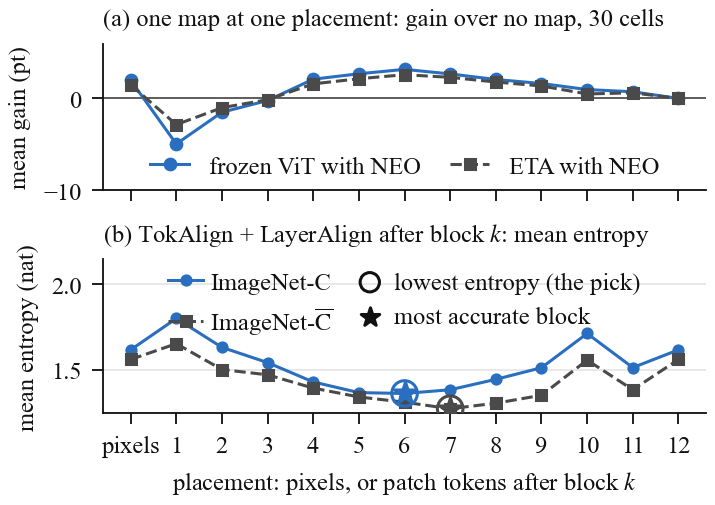 (a) one map at one placement: gain over no map, 30 cells
mean gain (pt)
0
−10
frozen ViT with NEO
ETA with NEO
(b) TokAlign + LayerAlign after block k: mean entropy
mean entropy (nat)
2.0
1.5
ImageNet-C
ImageNet-C̅
lowest entropy (the pick)
most accurate block
pixels 1 2 3 4 5 6 7 8 9 10 11 12
placement: pixels, or patch tokens after block k